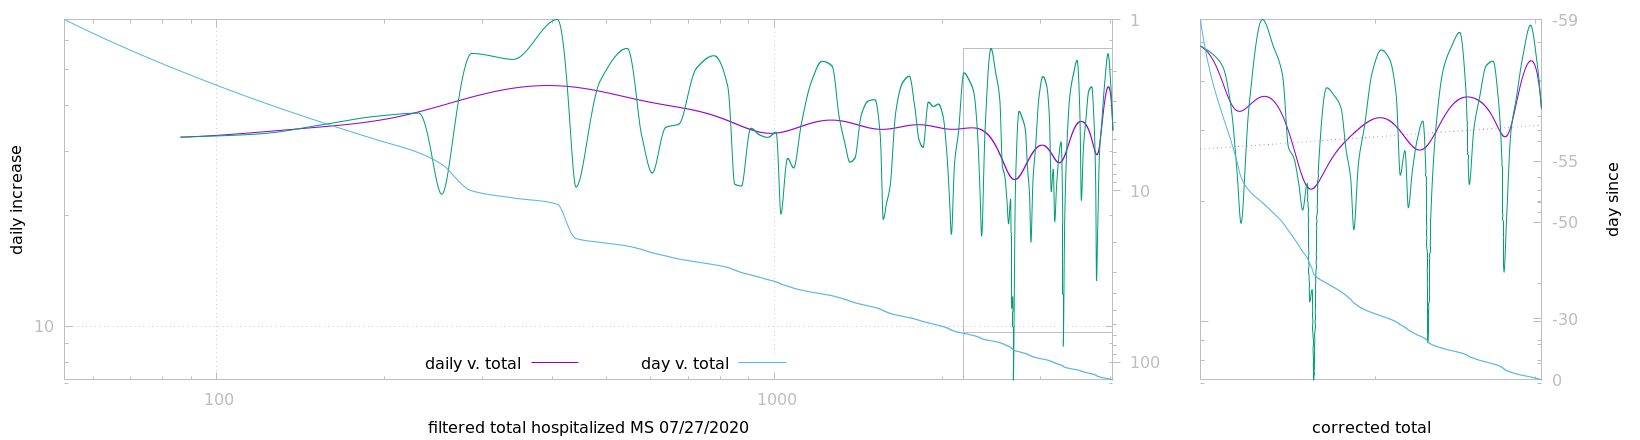 daily increase
10
100
1000
1
10
100
daily v. total
day v. total
filtered total hospitalized MS 07/27/2020
-59
-55
-50
-30
0
day since
corrected total